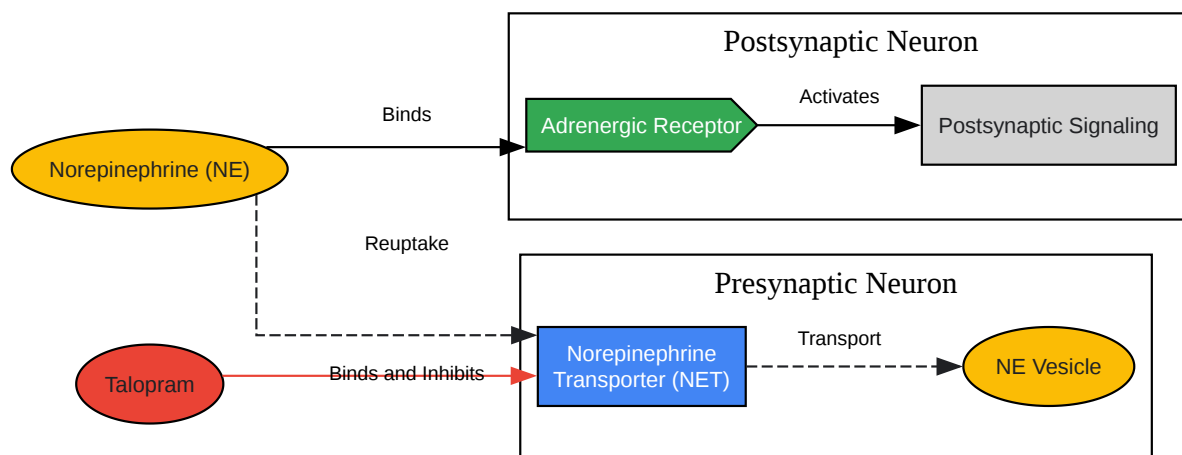 Postsynaptic Neuron
Binds
Adrenergic Receptor
Activates
Postsynaptic Signaling
Norepinephrine (NE)
Reuptake
Presynaptic Neuron
Talopram
Binds and Inhibits
Norepinephrine
Transporter (NET)
Transport
NE Vesicle